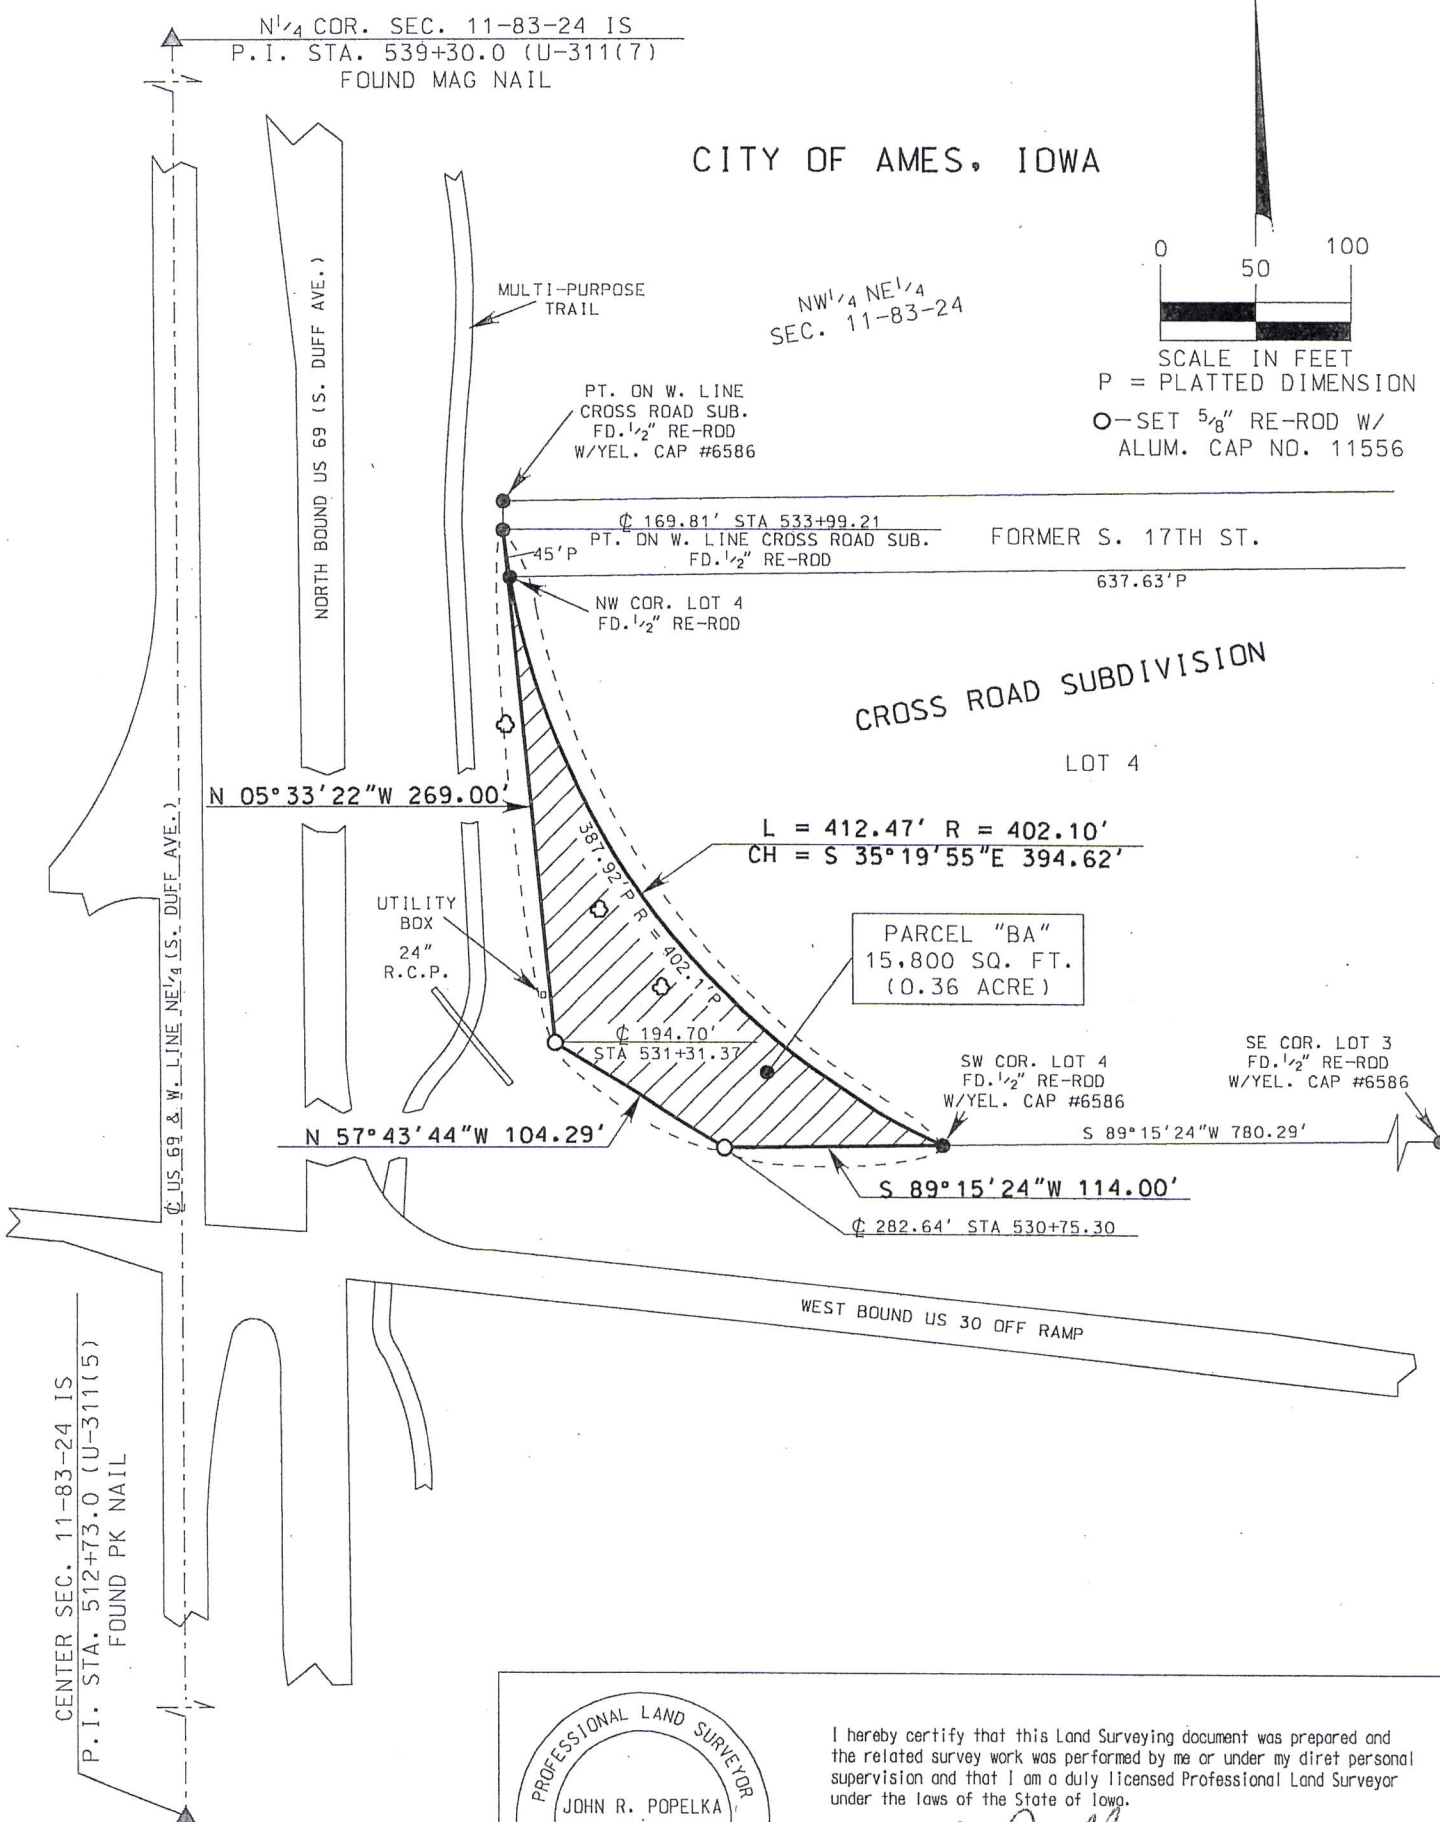 N1/4 COR. SEC. 11-83-24 IS
P.I. STA. 539+30.0 (U-311(7)
FOUND MAG NAIL
CITY OF AMES, IOWA
0 50 100
SCALE IN FEET
P = PLATTED DIMENSION
O-SET 5/8" RE-ROD W/
ALUM. CAP NO. 11556
NORTH BOUND US 69 (S. DUFF AVE.)
MULTI-PURPOSE
TRAIL
NW1/4 NE1/4
SEC. 11-83-24
PT. ON W. LINE
CROSS ROAD SUB.
FD.1/2" RE-ROD
W/YEL. CAP #6586
℄ 169.81' STA 533+99.21
PT. ON W. LINE CROSS ROAD SUB.
FD.1/2" RE-ROD
45'P
FORMER S. 17TH ST.
637.63'P
NW COR. LOT 4
FD.1/2" RE-ROD
CROSS ROAD SUBDIVISION
LOT 4
N 05°33'22"W 269.00'
L = 412.47' R = 402.10'
CH = S 35°19'55"E 394.62'
387.92'P R = 402.1'P
UTILITY
BOX
24"
R.C.P.
PARCEL "BA"
15,800 SQ. FT.
(0.36 ACRE)
℄ 194.70'
STA 531+31.37
SW COR. LOT 4
FD.1/2" RE-ROD
W/YEL. CAP #6586
SE COR. LOT 3
FD.1/2" RE-ROD
W/YEL. CAP #6586
℄ US 69 & W. LINE NE1/4 (S. DUFF AVE.)
N 57°43'44"W 104.29'
S 89°15'24"W 780.29'
S 89°15'24"W 114.00'
℄ 282.64' STA 530+75.30
WEST BOUND US 30 OFF RAMP
CENTER SEC. 11-83-24 IS
P.I. STA. 512+73.0 (U-311(5)
FOUND PK NAIL
PROFESSIONAL LAND SURVEYOR
JOHN R. POPELKA
I hereby certify that this Land Surveying document was prepared and
the related survey work was performed by me or under my diret personal
supervision and that I am a duly licensed Professional Land Surveyor
under the laws of the State of Iowa.